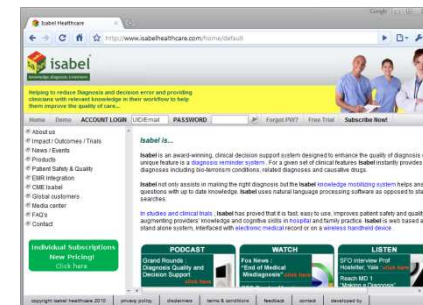 Isabel Healthcare
http://www.isabelhealthcare.com/home/default
isabel
Helping to reduce Diagnosis and decision error and providing
clinicians with relevant knowledge in their workflow to help
them improve the quality of care...
Home Demo ACCOUNT LOGIN UID/Email PASSWORD Forgot PW? Free Trial Subscribe Now!
About us
Impact / Outcomes / Trials
News / Events
Products
Patient Safety & Quality
EMR Integration
CME Isabel
Global customers
Media center
FAQ's
Contact
Individual Subscriptions
New Pricing!
Click here
Isabel is...
Isabel is an award-winning, clinical decision support system designed to enhance the quality of diagnosis
unique feature is a diagnosis reminder system. For a given set of clinical features Isabel instantly provides
diagnoses including bio-terrorism conditions, related diagnoses and causative drugs.
Isabel not only assists in making the right diagnosis but the Isabel knowledge mobilizing system helps
questions with up to date knowledge. Isabel uses natural language processing software as opposed to
searches.
In studies and clinical trials, Isabel has proved that it is fast, easy to use, improves patient safety and
augmenting providers' knowledge and cognitive skills in hospital and family practice. Isabel is web based
stand alone system, interfaced with electronic medical record or on a wireless handheld device.
PODCAST
Grand Rounds :
Diagnosis Quality and
Decision Support
click here
WATCH
Fox News :
"End of Medical
Misdiagnosis" click here
LISTEN
SFO interview Prof
Hostetter, Yale click here
Reach MD 1
"Making a Diagnosis"
copyright isabel healthcare 2010 privacy policy disclaimers terms & conditions feedback contact developed by